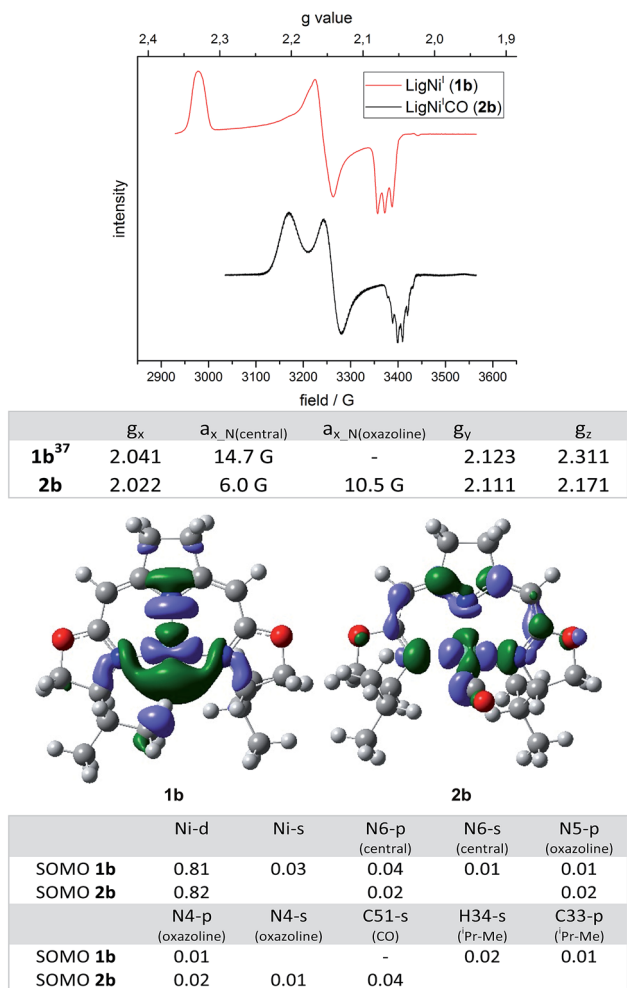 g value
2,4 2,3 2,2 2,1 2,0 1,9
LigNiᴵ (1b)
LigNiᴵCO (2b)
intensity
2900 3000 3100 3200 3300 3400 3500 3600
field / G
gₓ aₓ_N(central) aₓ_N(oxazoline) g_y g_z
1b³⁷ 2.041 14.7 G - 2.123 2.311
2b 2.022 6.0 G 10.5 G 2.111 2.171
1b 2b
Ni-d Ni-s N6-p N6-s N5-p
(central) (central) (oxazoline)
SOMO 1b 0.81 0.03 0.04 0.01 0.01
SOMO 2b 0.82 0.02 0.02
N4-p N4-s C51-s H34-s C33-p
(oxazoline) (oxazoline) (CO) (ⁱPr-Me) (ⁱPr-Me)
SOMO 1b 0.01 - 0.02 0.01
SOMO 2b 0.02 0.01 0.04